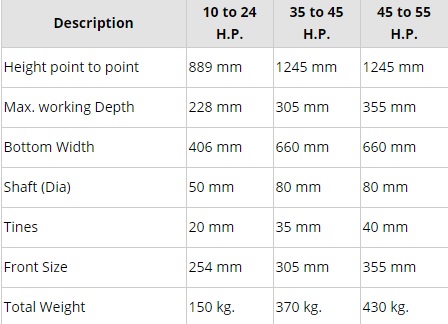 Description 10 to 24 H.P. 35 to 45 H.P. 45 to 55 H.P.
Height point to point 889 mm 1245 mm 1245 mm
Max. working Depth 228 mm 305 mm 355 mm
Bottom Width 406 mm 660 mm 660 mm
Shaft (Dia) 50 mm 80 mm 80 mm
Tines 20 mm 35 mm 40 mm
Front Size 254 mm 305 mm 355 mm
Total Weight 150 kg. 370 kg. 430 kg.